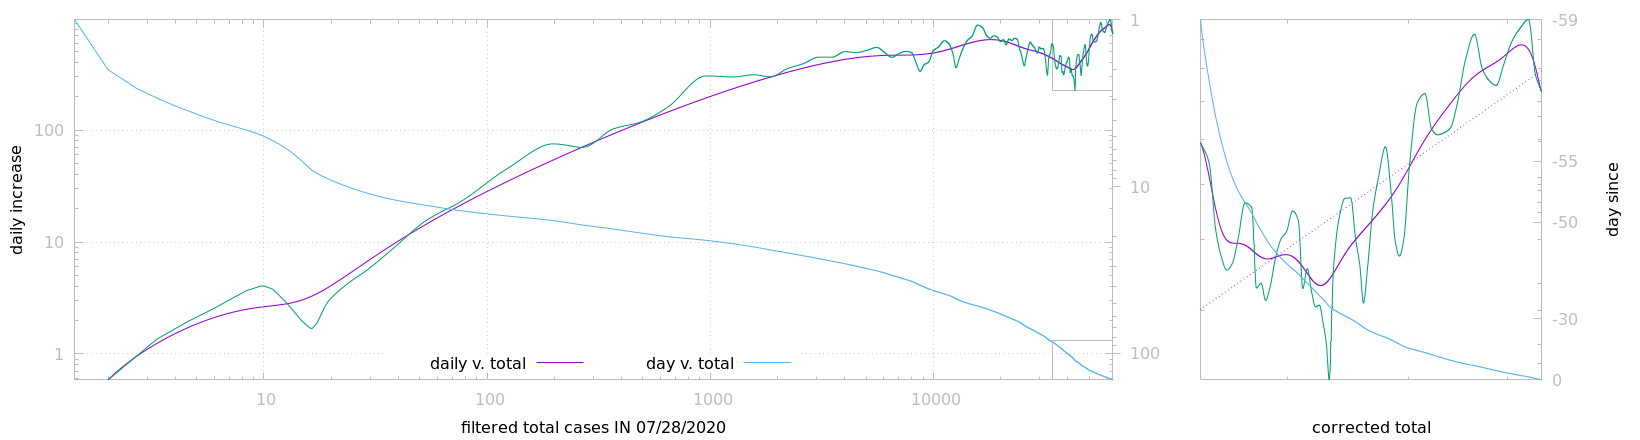 daily increase
100
10
1
daily v. total
day v. total
10
100
1000
10000
filtered total cases IN 07/28/2020
1
10
100
-59
-55
-50
-30
0
day since
corrected total